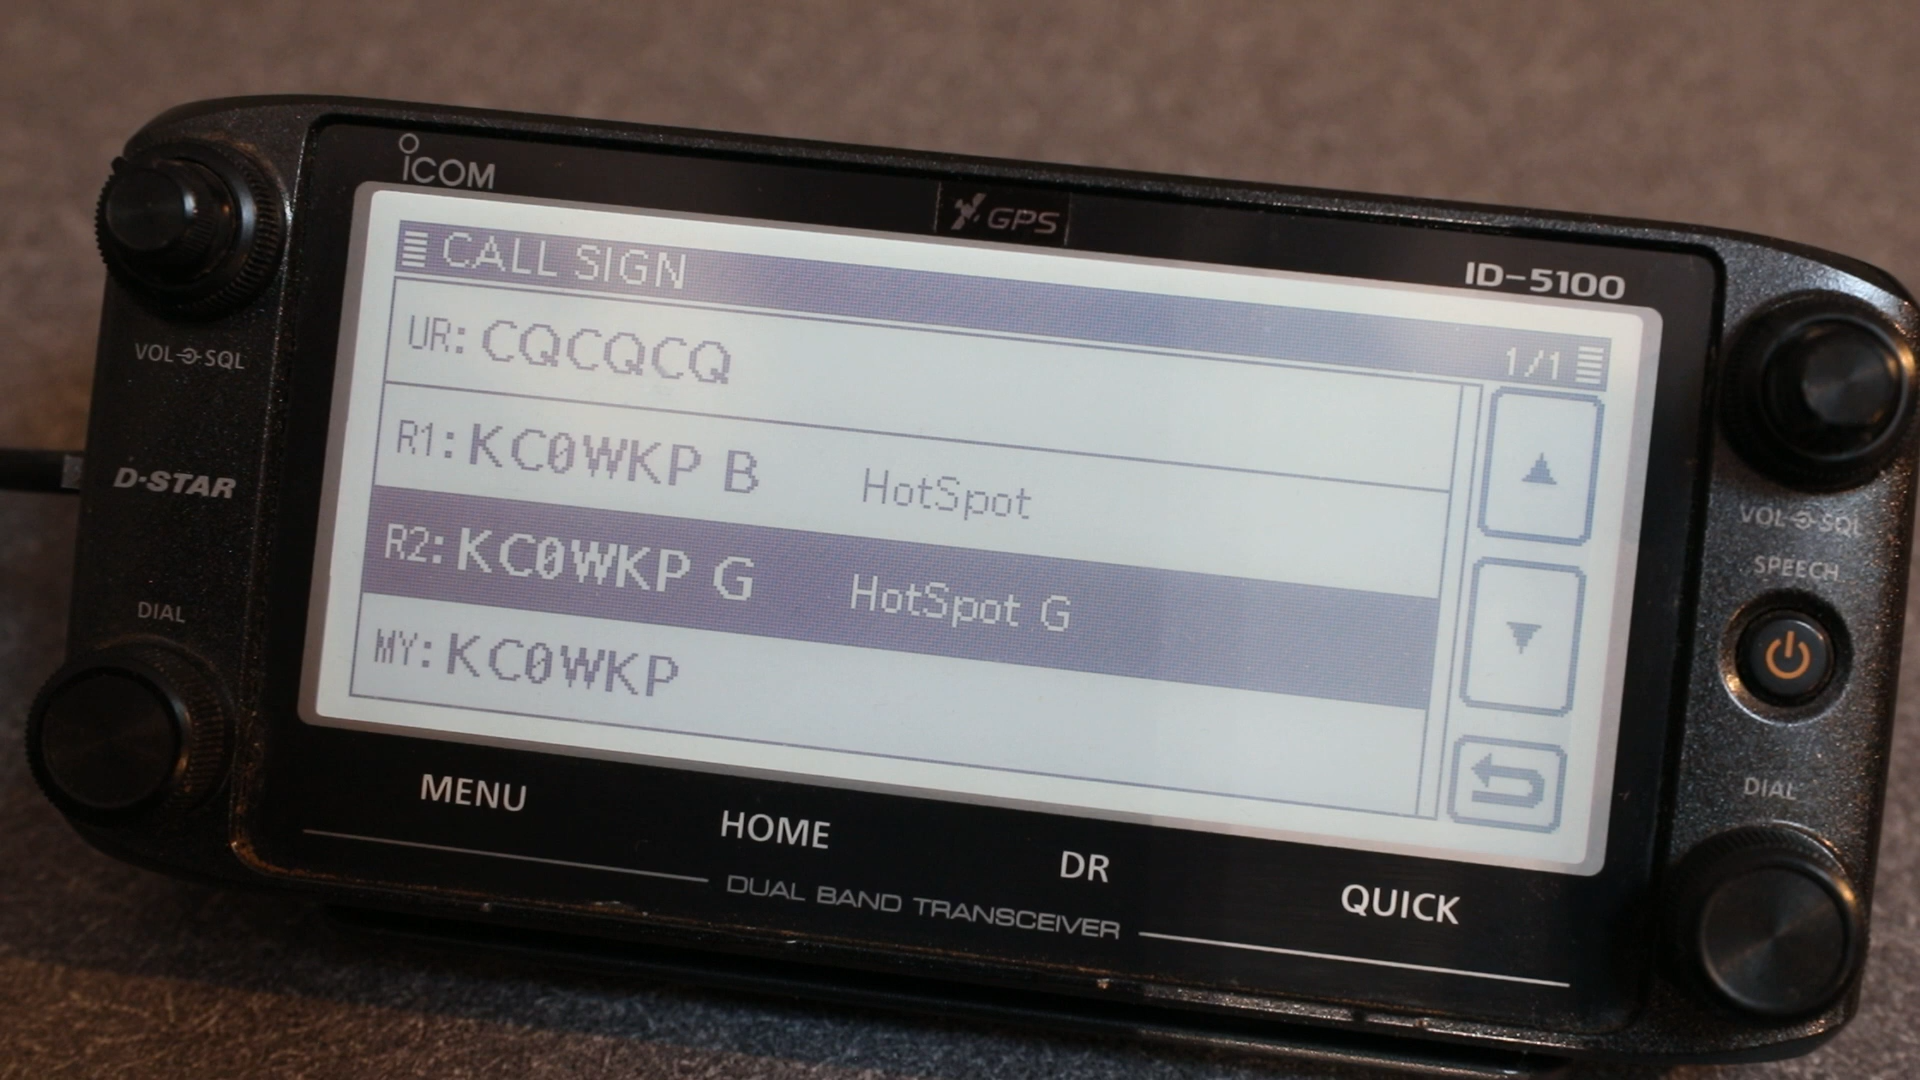 ICOM
GPS
ID-5100
CALL SIGN
1/1
UR: CQCQCQ
R1: KC0WKP B HotSpot
R2: KC0WKP G HotSpot G
MY: KC0WKP
VOL SQL
D-STAR
DIAL
VOL SQL
SPEECH
DIAL
MENU
HOME
DR
QUICK
DUAL BAND TRANSCEIVER